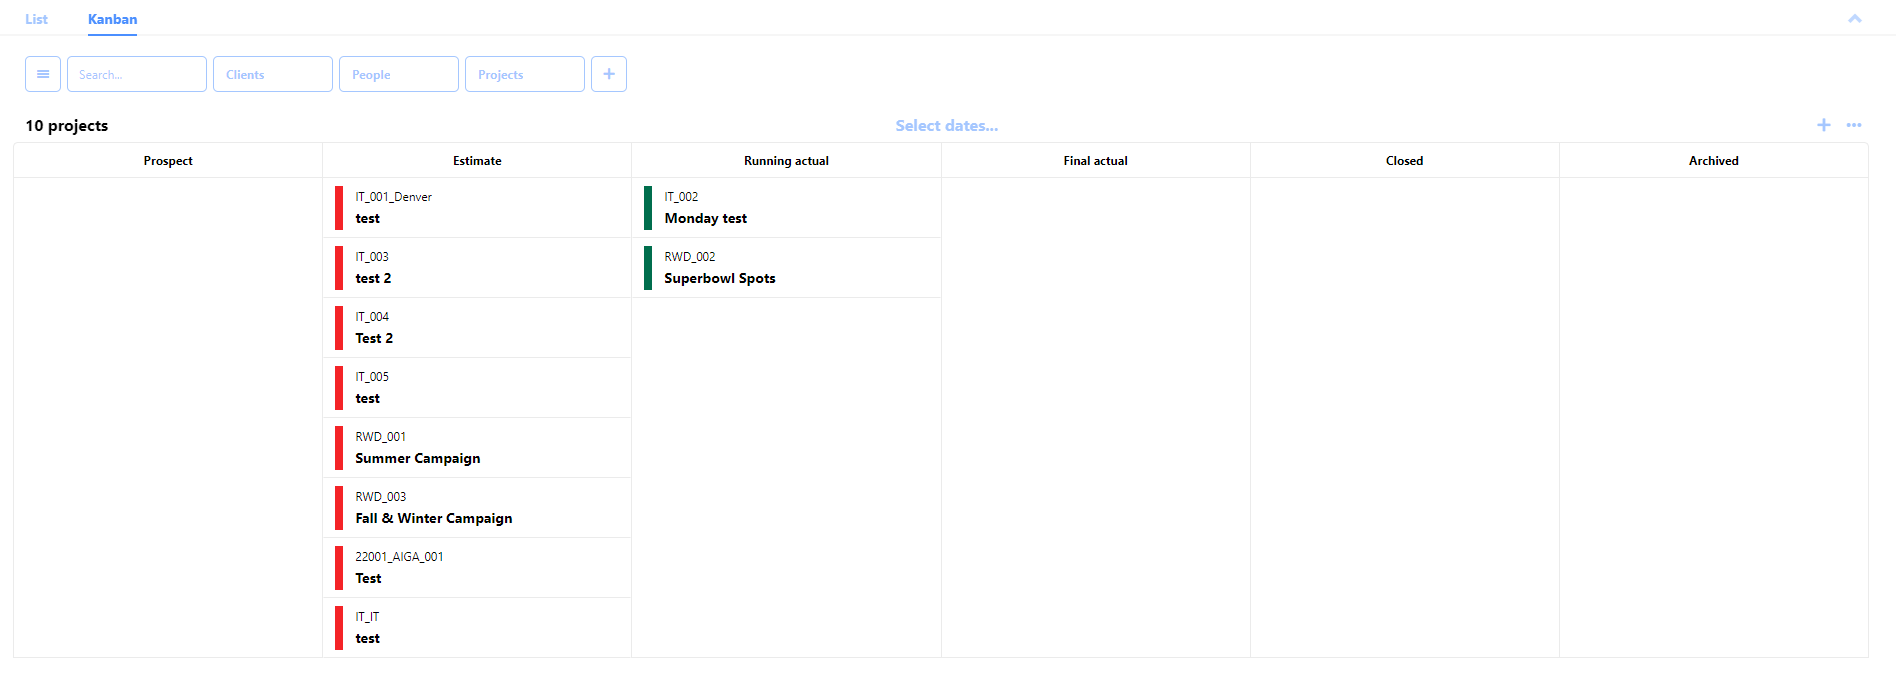 List
Kanban
Search...
Clients
People
Projects
10 projects
Select dates...
Prospect
Estimate
Running actual
Final actual
Closed
Archived
IT_001_Denver
test
IT_003
test 2
IT_004
Test 2
IT_005
test
RWD_001
Summer Campaign
RWD_003
Fall & Winter Campaign
22001_AIGA_001
Test
IT_IT
test
IT_002
Monday test
RWD_002
Superbowl Spots